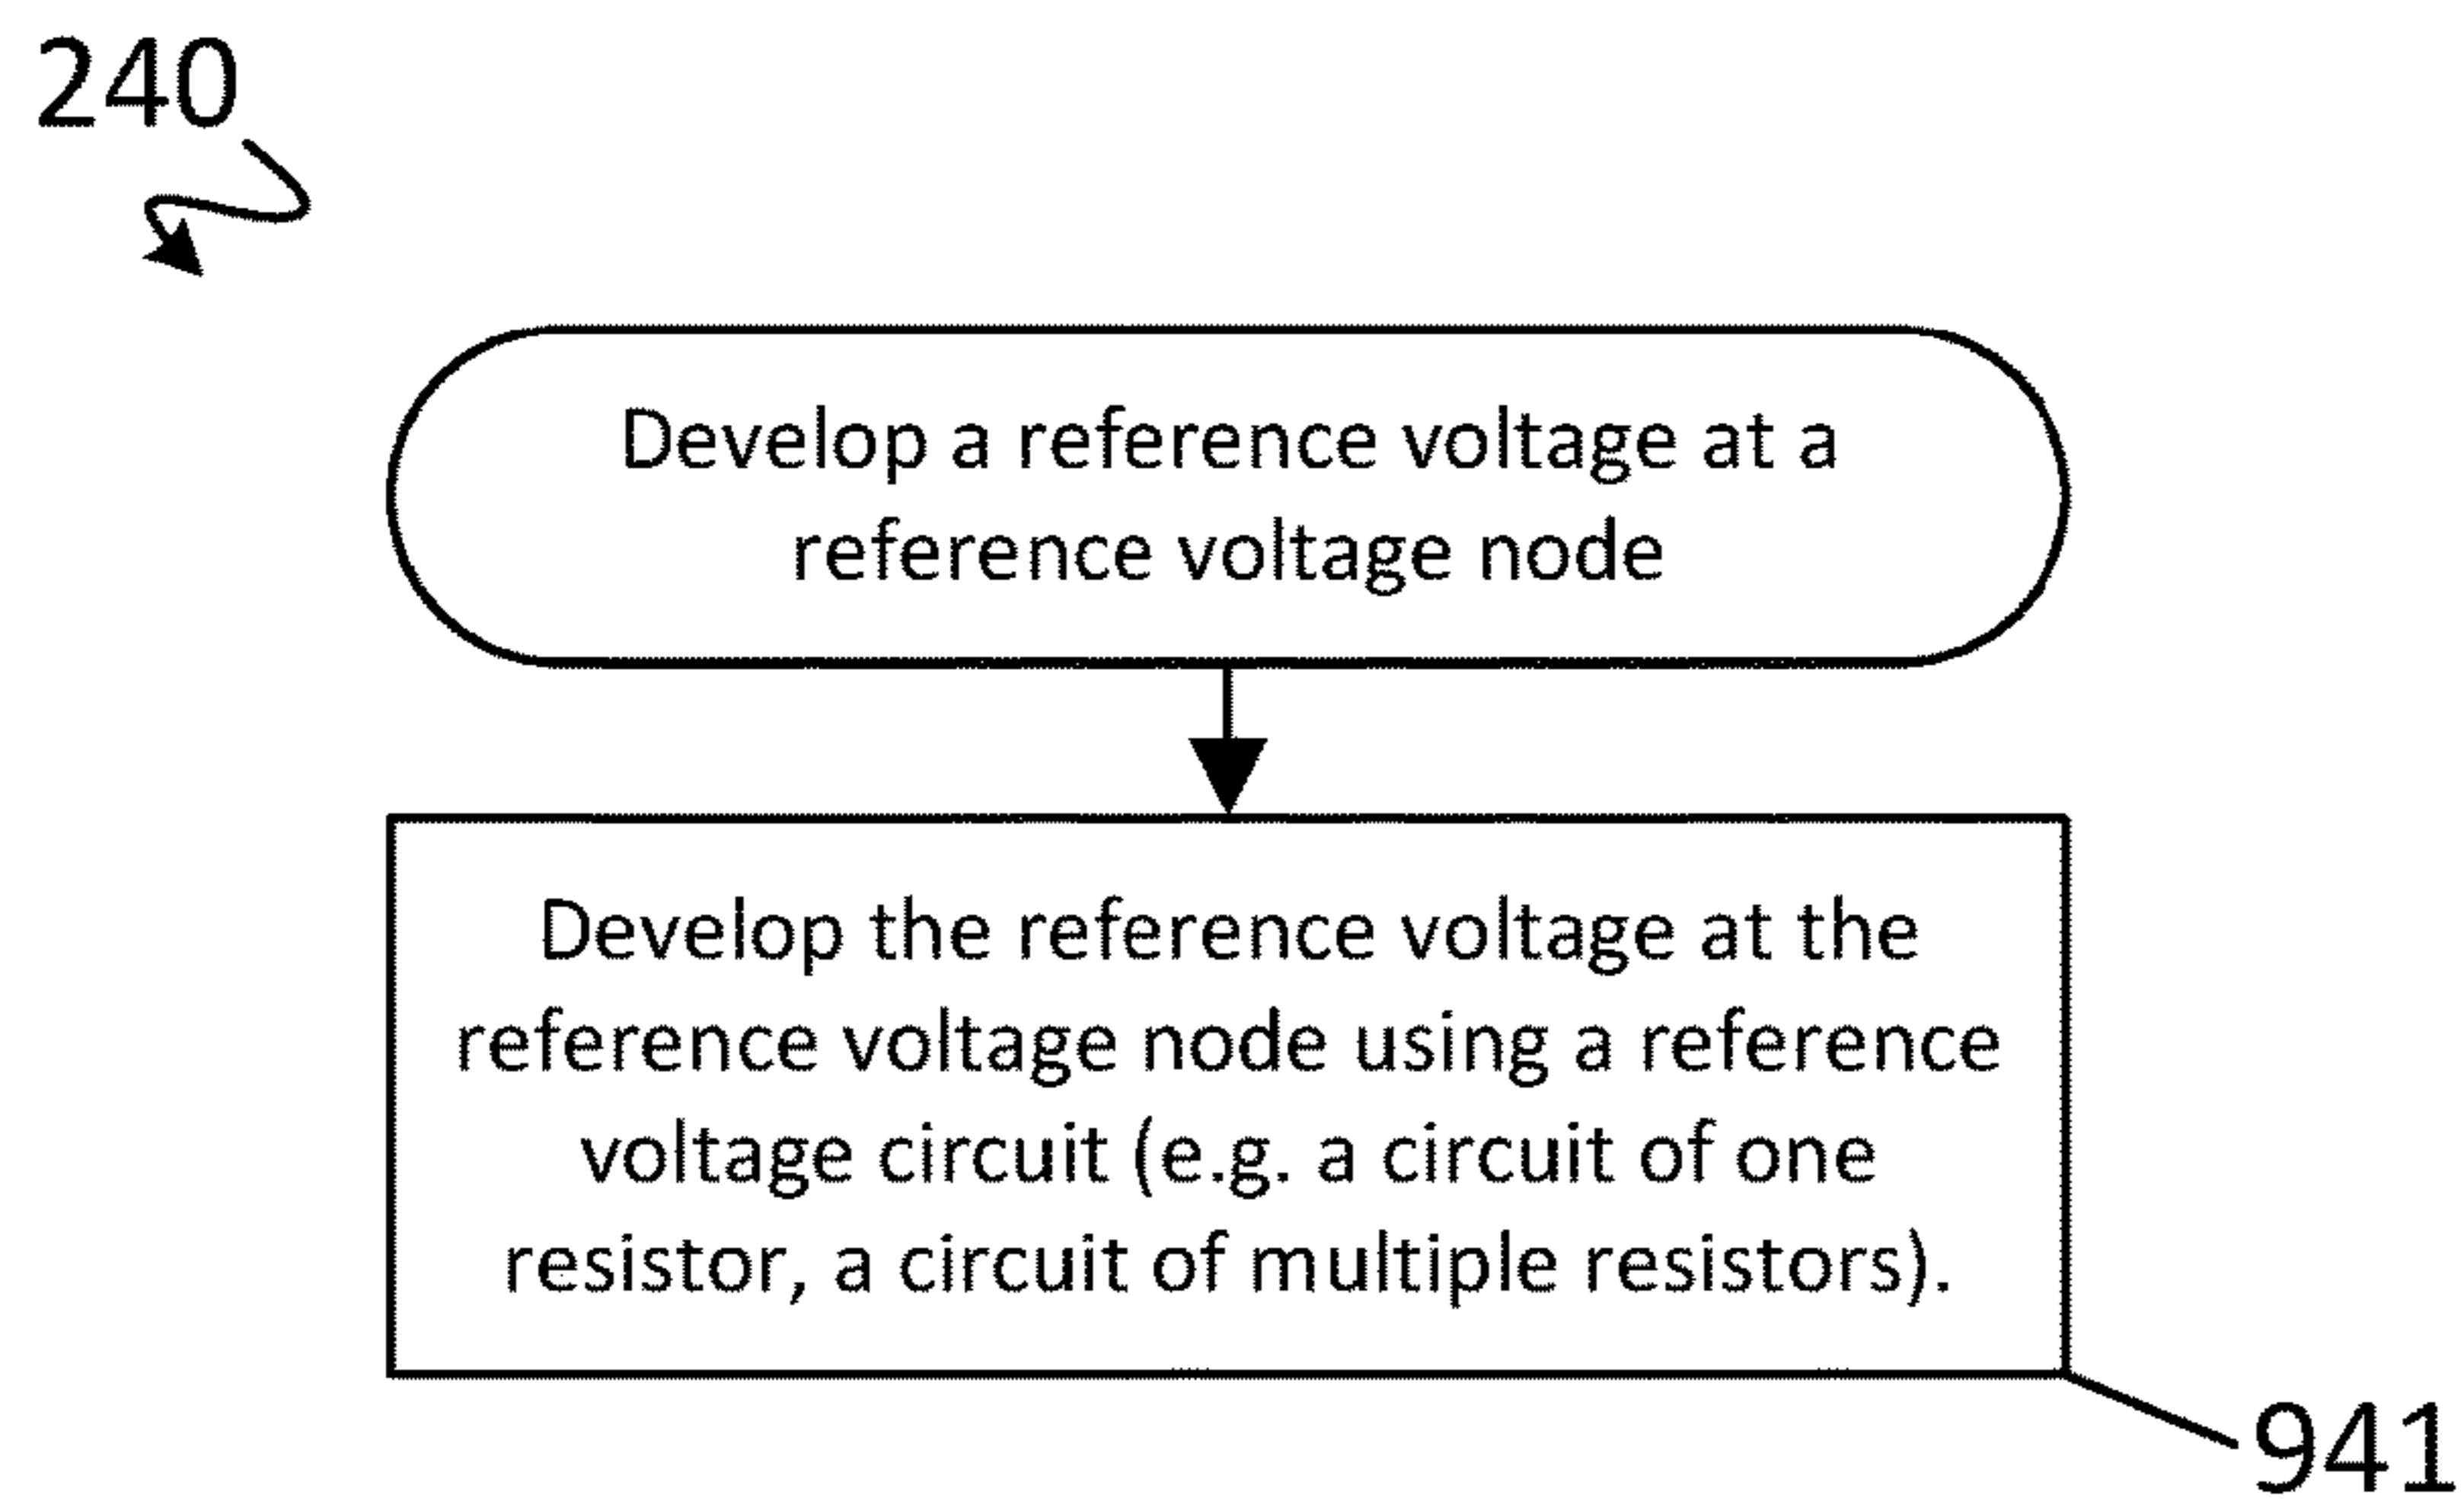 240
Develop a reference voltage at a
reference voltage node
Develop the reference voltage at the
reference voltage node using a reference
voltage circuit (e.g. a circuit of one
resistor, a circuit of multiple resistors).
941